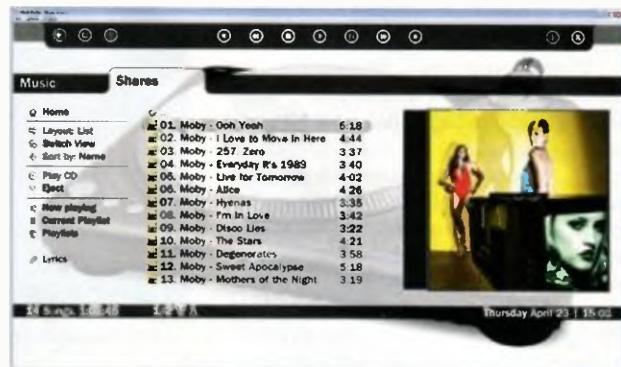 Music
Shares
Home
Layout: List
Switch View
Sort by: Name
Play CD
Eject
Now playing
Current Playlist
Playlists
Lyrics
01. Moby - Ooh Yeah 5:18
02. Moby - I Love to Move In Here 4:44
03. Moby - 257. Zero 3:37
04. Moby - Everyday It's 1989 3:40
05. Moby - Live for Tomorrow 4:02
06. Moby - Alice 4:26
07. Moby - Hyenas 3:35
08. Moby - I'm In Love 3:42
09. Moby - Disco Lies 3:22
10. Moby - The Stars 4:21
11. Moby - Degenerates 3:58
12. Moby - Sweet Apocalypse 5:18
13. Moby - Mothers of the Night 3:19
Thursday April 23 |